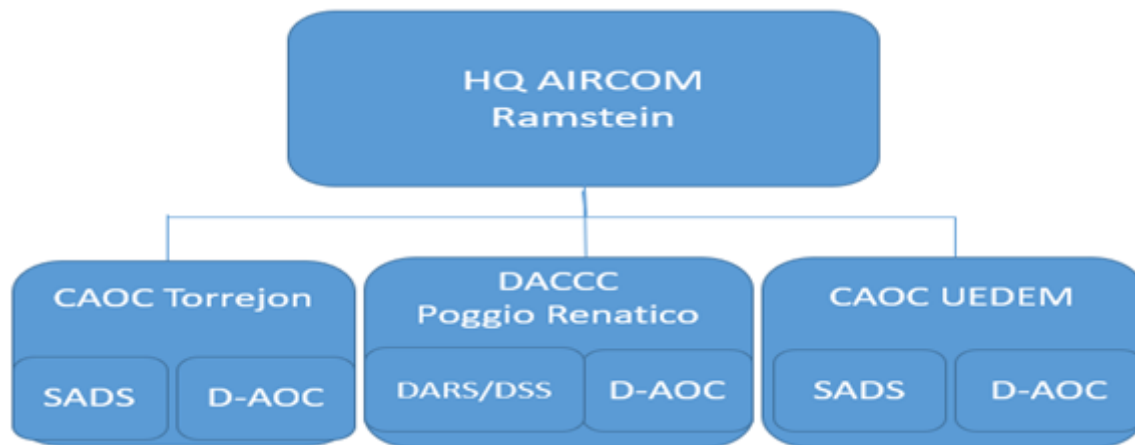 HQ AIRCOM
Ramstein
CAOC Torrejon
SADS
D-AOC
DACCC
Poggio Renatico
DARS/DSS
D-AOC
CAOC UEDEM
SADS
D-AOC